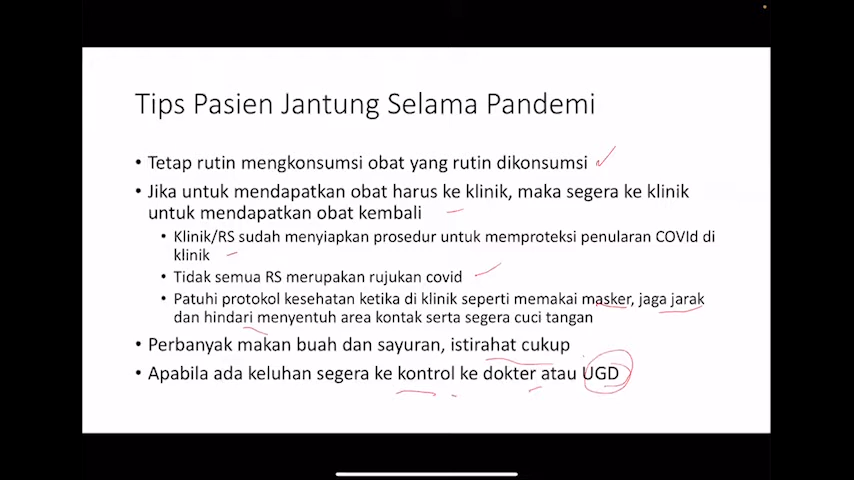 Tips Pasien Jantung Selama Pandemi
• Tetap rutin mengkonsumsi obat yang rutin dikonsumsi
• Jika untuk mendapatkan obat harus ke klinik, maka segera ke klinik
untuk mendapatkan obat kembali
• Klinik/RS sudah menyiapkan prosedur untuk memproteksi penularan COVId di
klinik
• Tidak semua RS merupakan rujukan covid
• Patuhi protokol kesehatan ketika di klinik seperti memakai masker, jaga jarak
dan hindari menyentuh area kontak serta segera cuci tangan
• Perbanyak makan buah dan sayuran, istirahat cukup
• Apabila ada keluhan segera ke kontrol ke dokter atau UGD